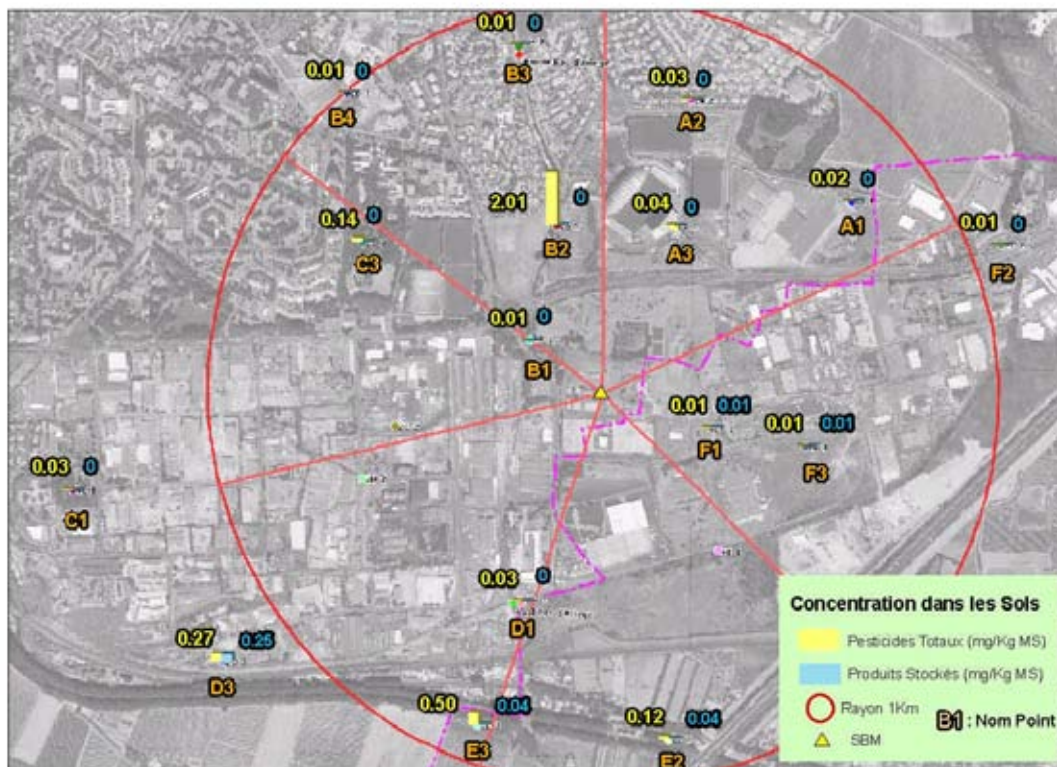 0.01 0
B3
0.01 0
B4
0.03 0
A2
0.02 0
A1
2.01 0
B2
0.04 0
A3
0.01 0
F2
0.14 0
C3
0.01 0
B1
0.01 0.01
F1
0.01 0.01
F3
0.03 0
C1
0.03 0
D1
0.27 0.25
D3
0.50 0.04
E3
0.12 0.04
E2
Concentration dans les Sols
Pesticides Totaux (mg/Kg MS)
Produits Stockés (mg/Kg MS)
Rayon 1Km
B1 : Nom Point
SBM